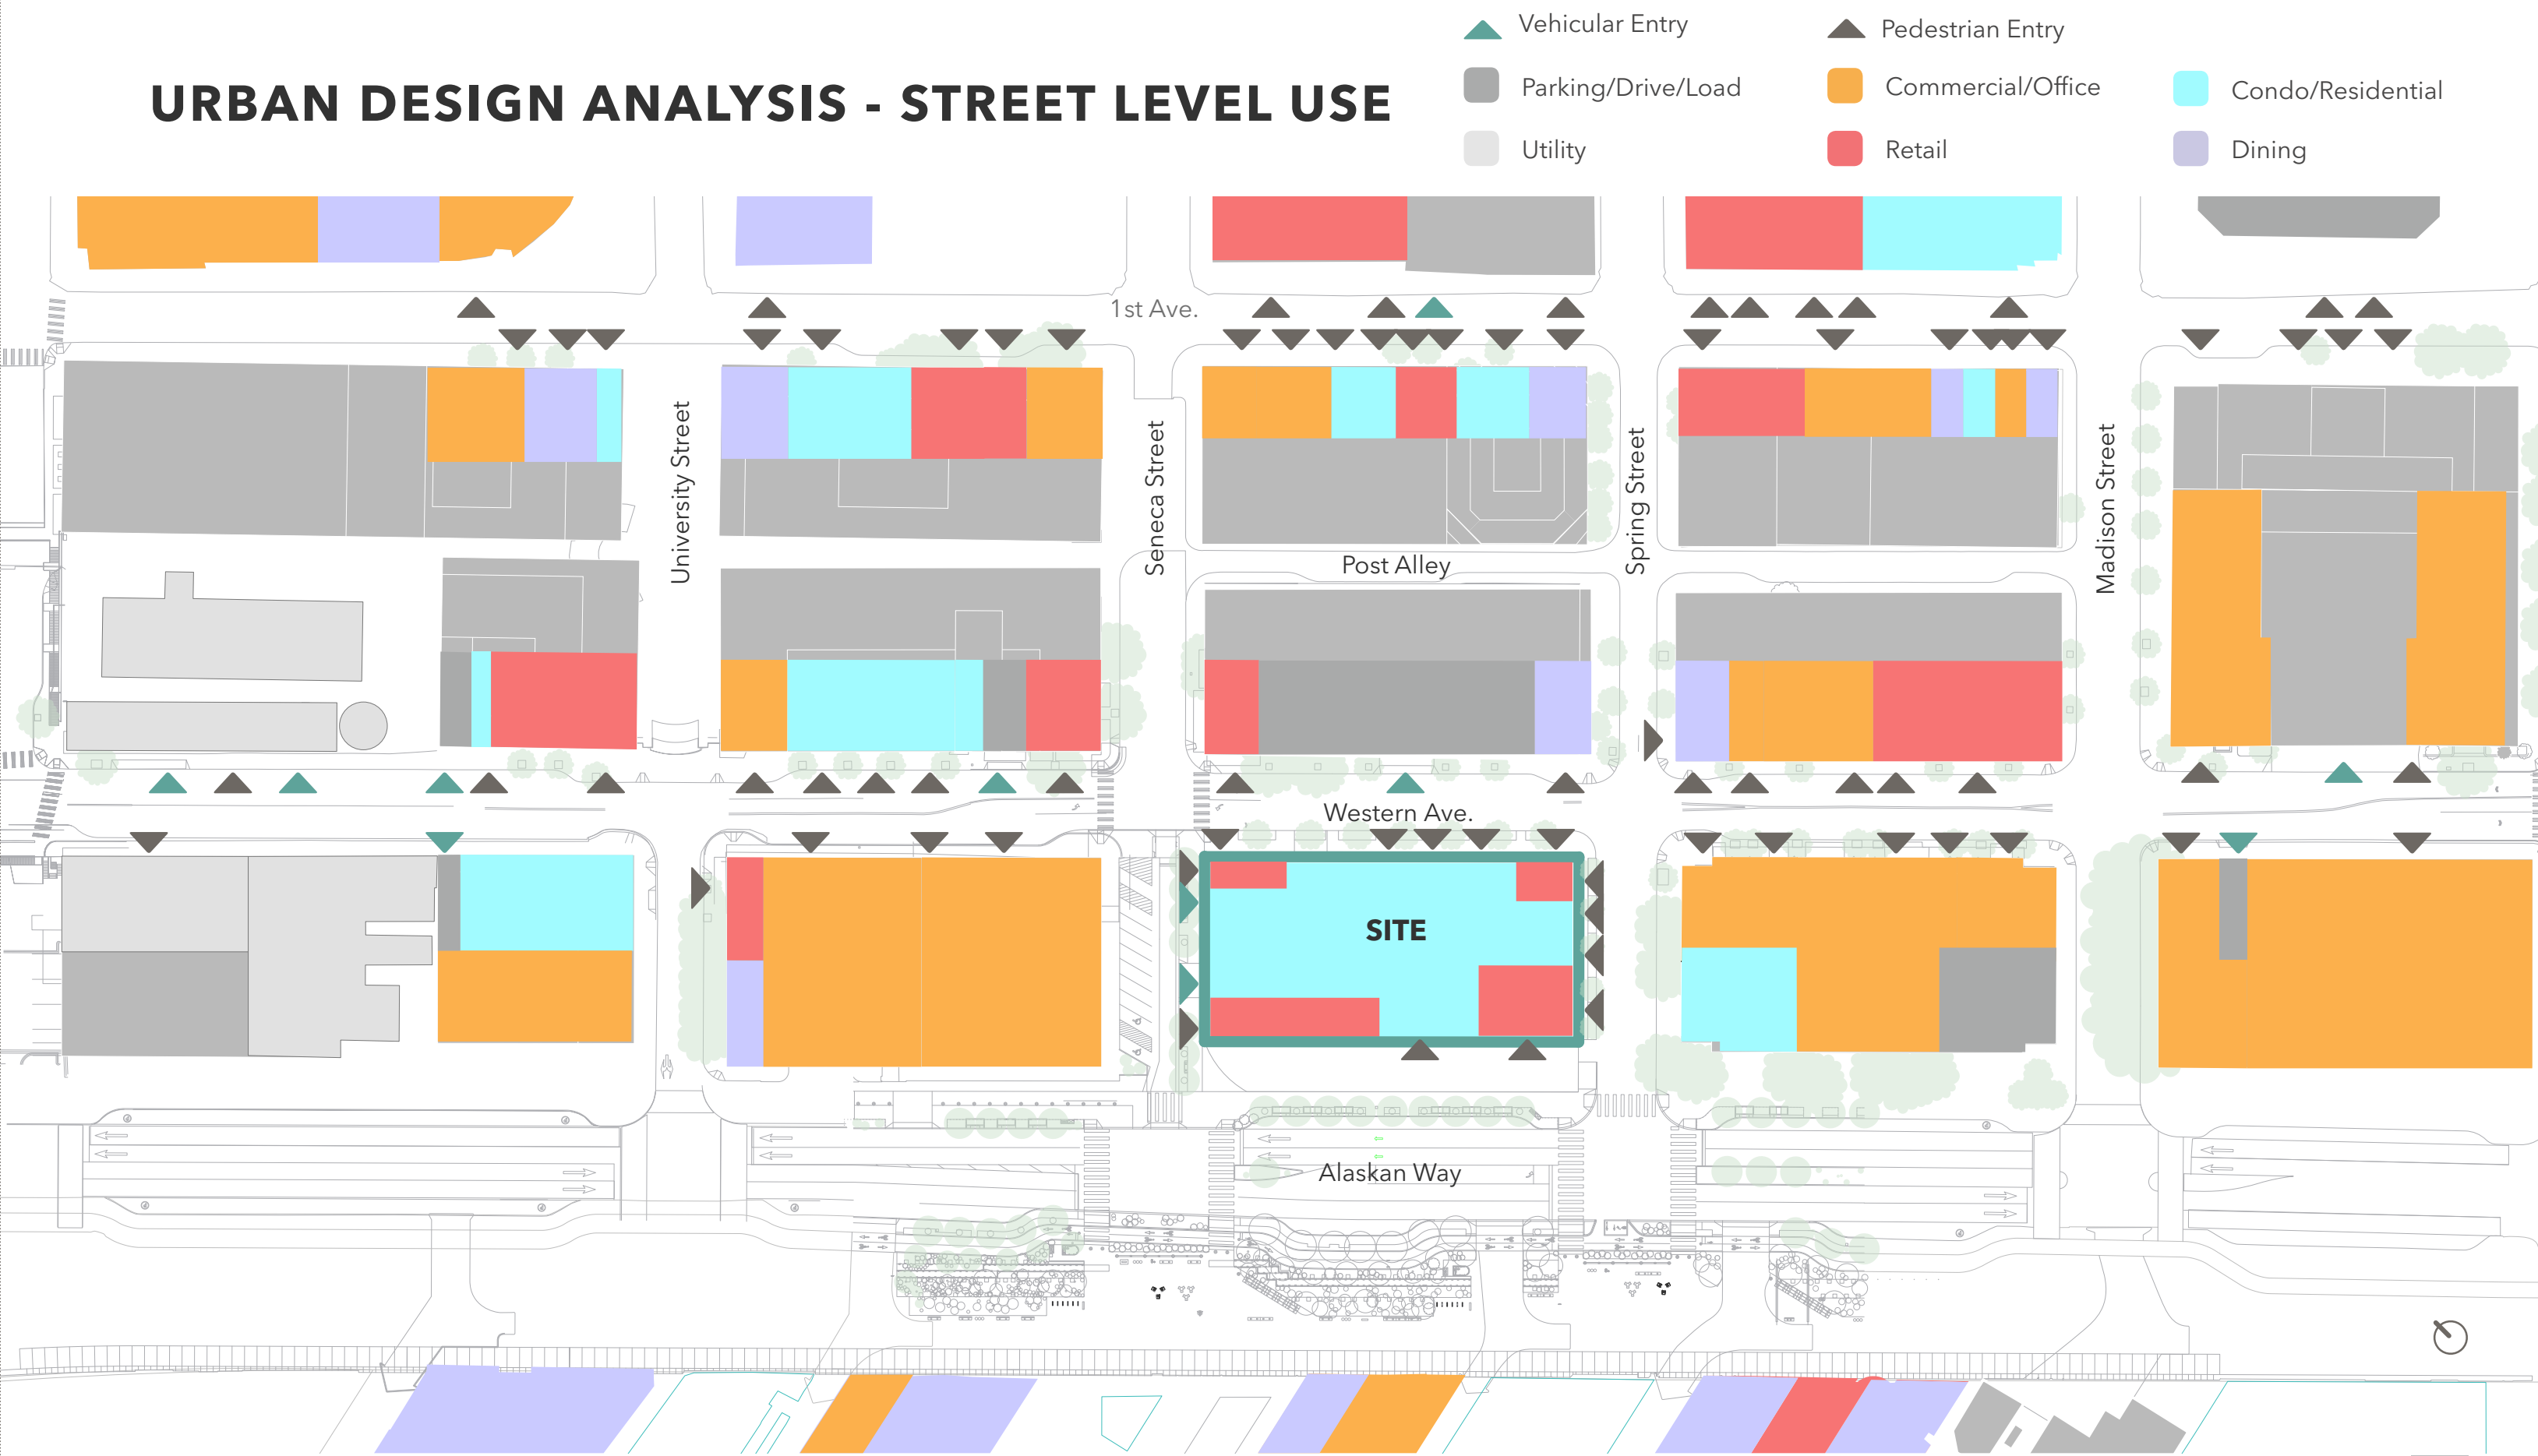 URBAN DESIGN ANALYSIS - STREET LEVEL USE
Vehicular Entry
Pedestrian Entry
Parking/Drive/Load
Commercial/Office
Condo/Residential
Utility
Retail
Dining
1st Ave.
University Street
Seneca Street
Spring Street
Madison Street
Post Alley
Western Ave.
SITE
Alaskan Way